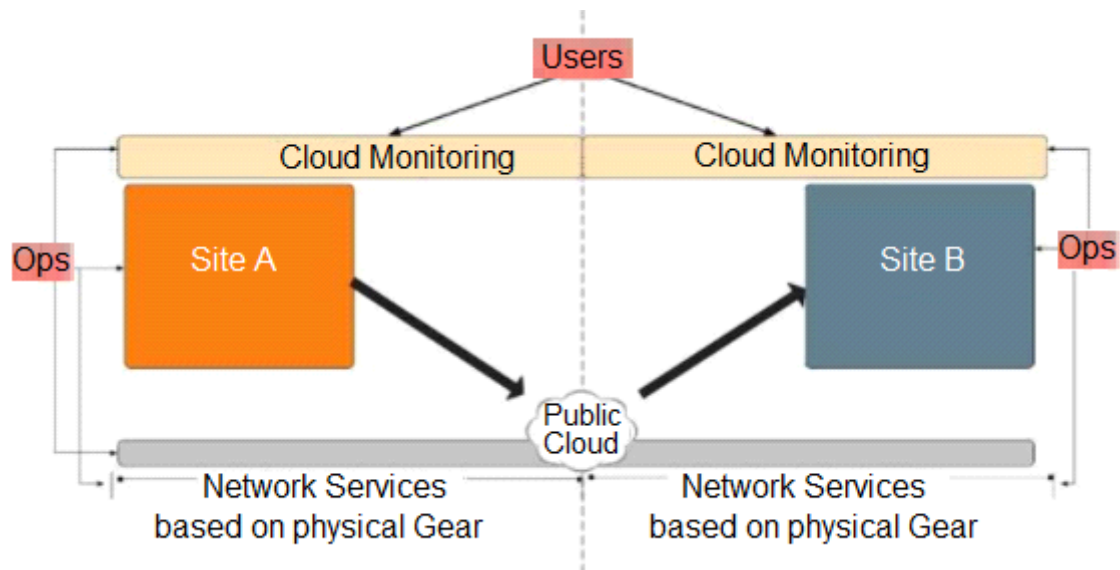 Users
Cloud Monitoring
Cloud Monitoring
Ops
Site A
Site B
Ops
Public
Cloud
Network Services
based on physical Gear
Network Services
based on physical Gear